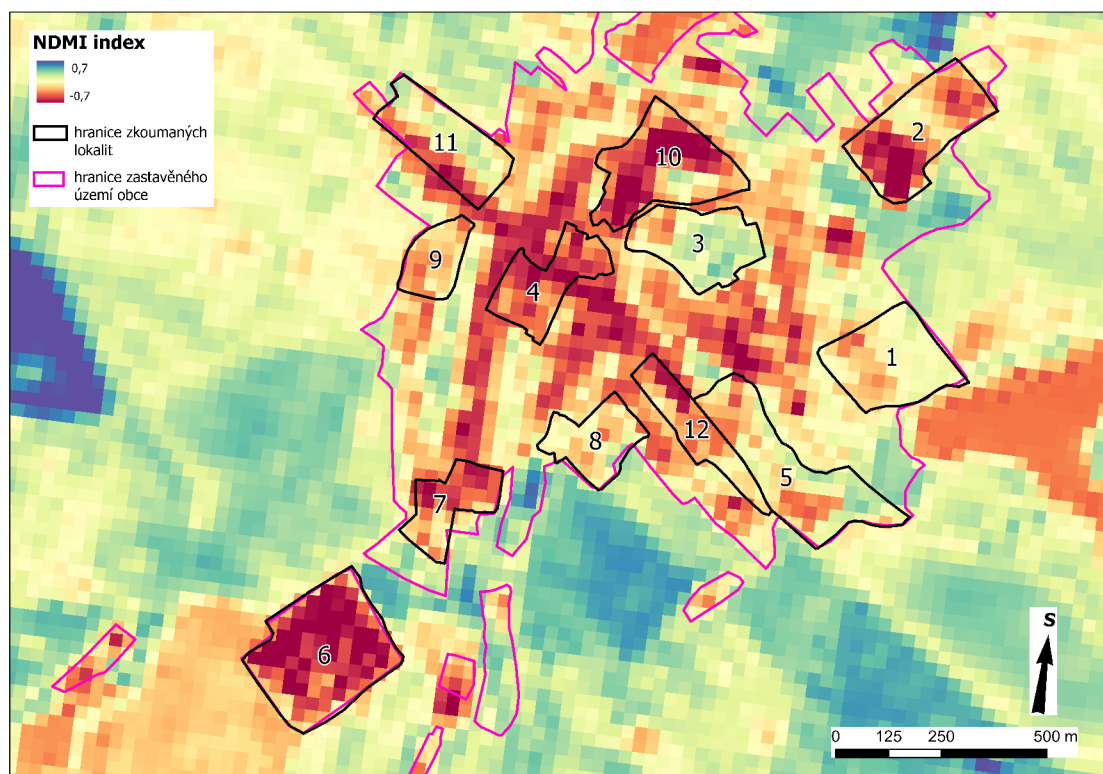 NDMI index
0,7
-0,7
hranice zkoumaných
lokalit
hranice zastavěného
území obce
11
2
10
3
9
4
1
8
12
5
7
6
S
0 125 250 500 m